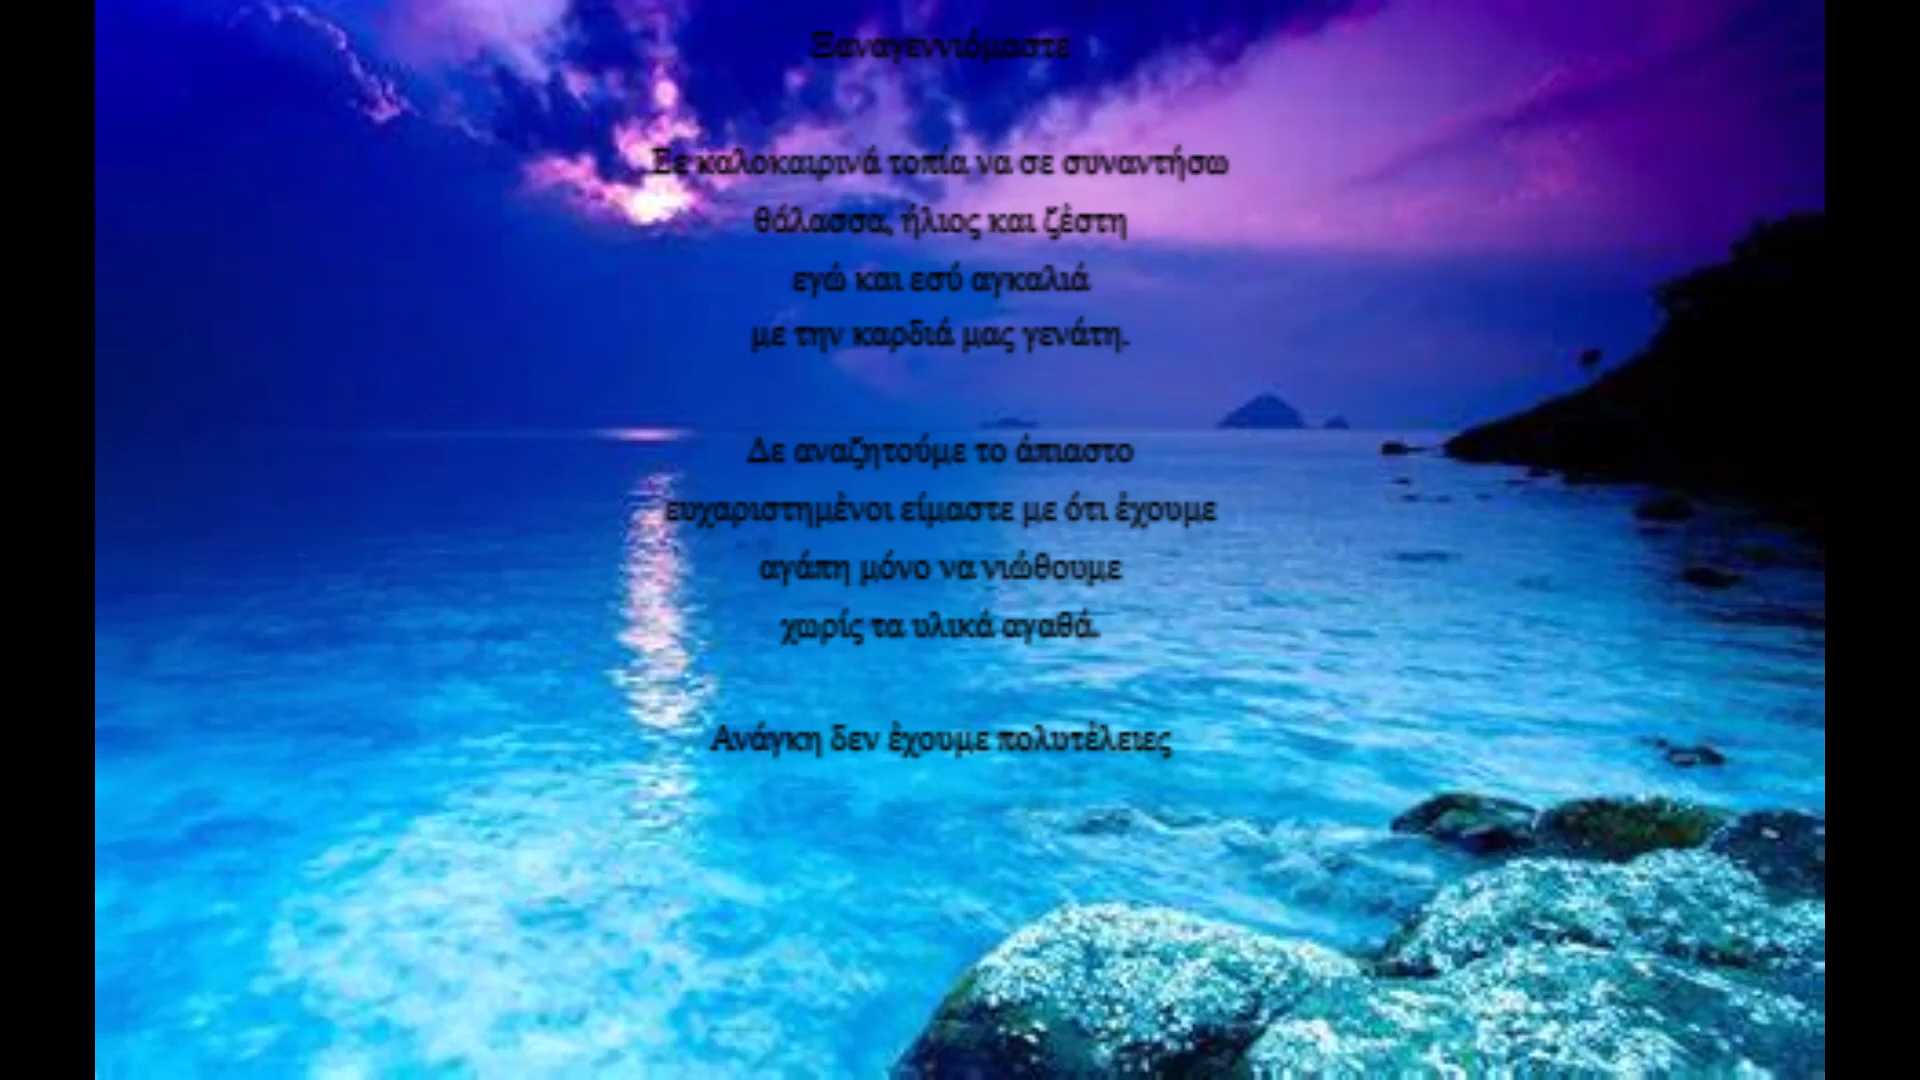 Ξαναγεννιόμαστε
Σε καλοκαιρινά τοπία να σε συναντήσω
θάλασσα, ήλιος και ζέστη
εγώ και εσύ αγκαλιά
με την καρδιά μας γενάτη.
Δε αναζητούμε το άπιαστο
ευχαριστημένοι είμαστε με ότι έχουμε
αγάπη μόνο να νιώθουμε
χωρίς τα υλικά αγαθά.
Ανάγκη δεν έχουμε πολυτέλειες